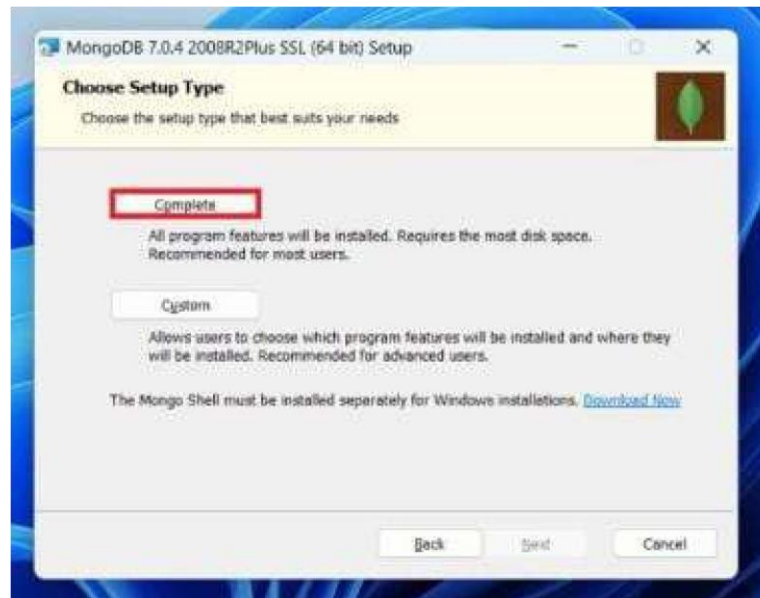 MongoDB 7.0.4 2008R2Plus SSL (64 bit) Setup
Choose Setup Type
Choose the setup type that best suits your needs
Complete
All program features will be installed. Requires the most disk space.
Recommended for most users.
Custom
Allows users to choose which program features will be installed and where they
will be installed. Recommended for advanced users.
The Mongo Shell must be installed separately for Windows installations. Download Now
Back Next Cancel